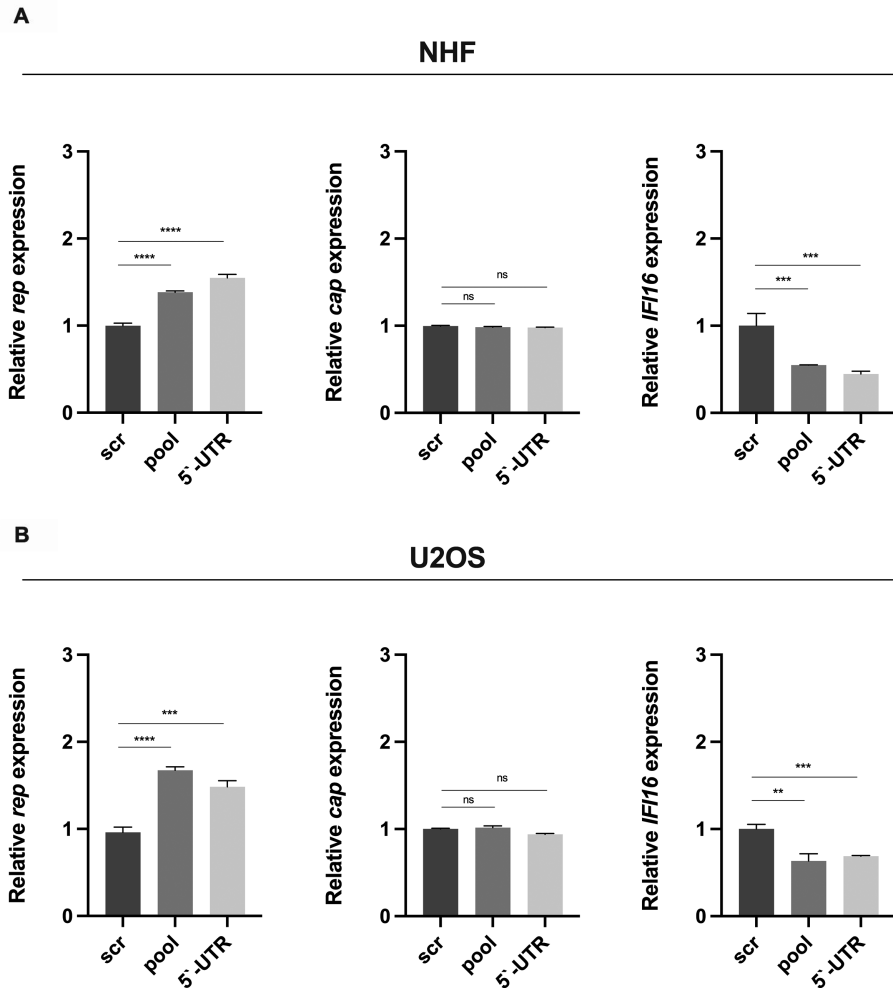 A
NHF
Relative rep expression
3
2
1
0
****
****
scr
pool
5`-UTR
Relative cap expression
3
2
1
0
ns
ns
scr
pool
5`-UTR
Relative IFI16 expression
3
2
1
0
***
***
scr
pool
5`-UTR
B
U2OS
Relative rep expression
3
2
1
0
***
****
scr
pool
5`-UTR
Relative cap expression
3
2
1
0
ns
ns
scr
pool
5`-UTR
Relative IFI16 expression
3
2
1
0
***
**
scr
pool
5`-UTR